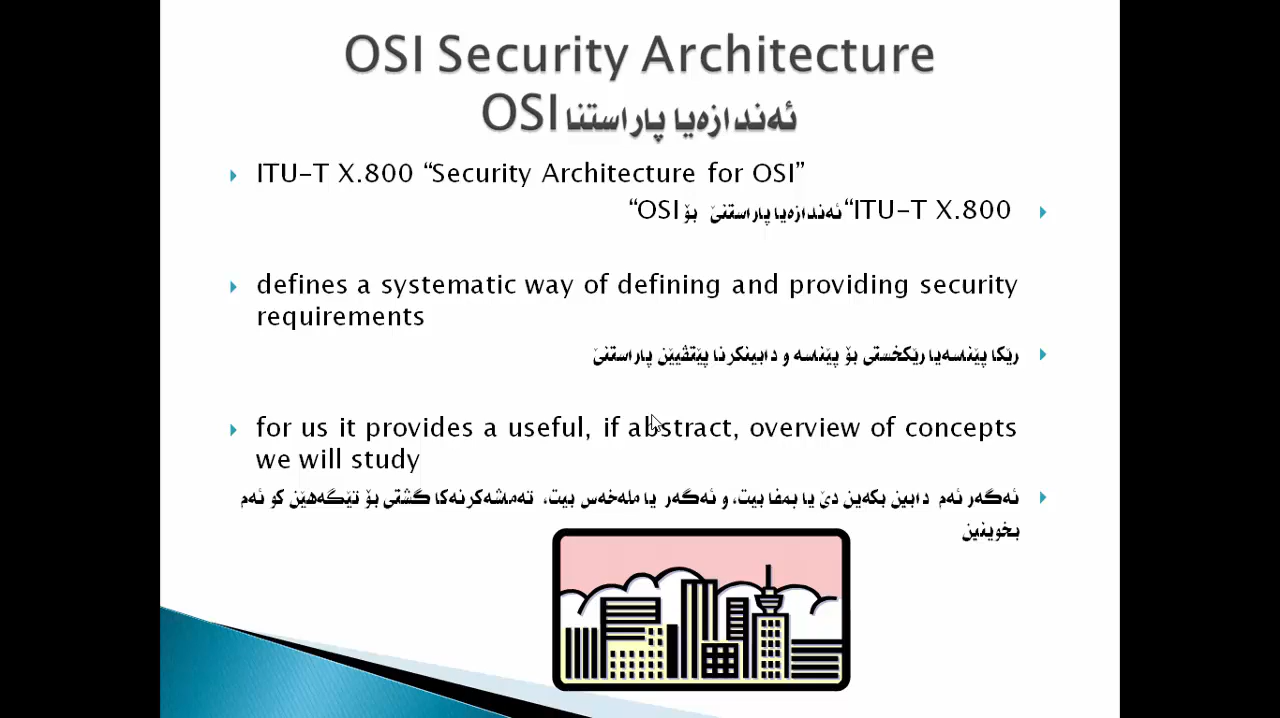 OSI Security Architecture
ئەندازەیا پاراستنا OSI
ITU-T X.800 “Security Architecture for OSI”
ITU-T X.800“ئەندازەیا پاراستنێ بۆ OSI“
defines a systematic way of defining and providing security
requirements
رێکا پێناسەیا رێکخستی بۆ پێناسە و دابینکرنا پێتڤیێن پاراستنێ
for us it provides a useful, if abstract, overview of concepts
we will study
ئەگەر ئەم دابین بکەین دێ یا بمفا بیت، و ئەگەر یا ملەخەس بیت، تەماشەکرنەکا گشتی بۆ تێگەهێن کو ئەم
بخوینین